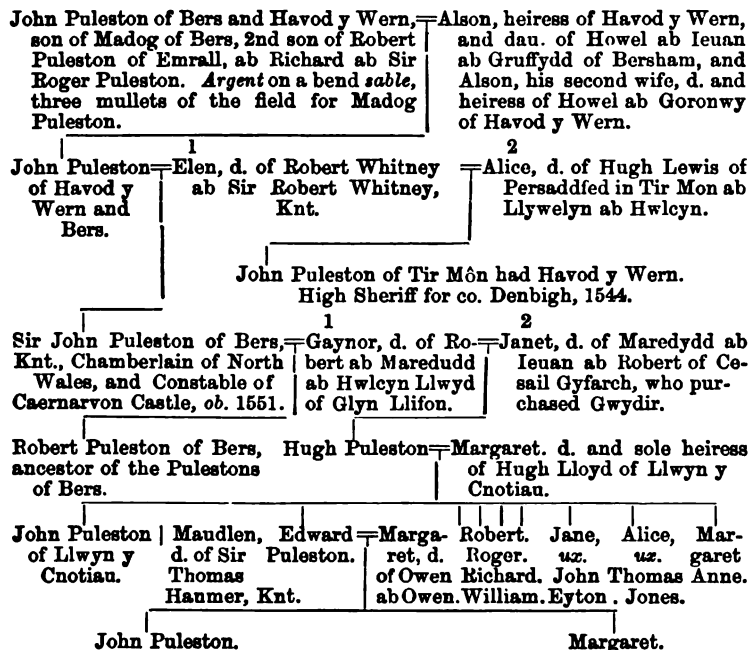 John Puleston of Bers and Havod y Wern, son of Madog of Bers, 2nd son of Robert Puleston of Emrall, ab Richard ab Sir Roger Puleston. Argent on a bend sable, three mullets of the field for Madog Puleston.
Alson, heiress of Havod y Wern, and dau. of Howel ab Ieuan ab Gruffydd of Bersham, and Alson, his second wife, d. and heiress of Howel ab Goronwy of Havod y Wern.
John Puleston of Havod y Wern and Bers.
1
Elen, d. of Robert Whitney ab Sir Robert Whitney, Knt.
2
Alice, d. of Hugh Lewis of Persaddfed in Tir Mon ab Llywelyn ab Hwlcyn.
John Puleston of Tir Môn had Havod y Wern.
High Sheriff for co. Denbigh, 1544.
Sir John Puleston of Bers, Knt., Chamberlain of North Wales, and Constable of Caernarvon Castle, ob. 1551.
1
Gaynor, d. of Robert ab Maredudd ab Hwlcyn Llwyd of Glyn Llifon.
2
Janet, d. of Maredydd ab Ieuan ab Robert of Cesail Gyfarch, who purchased Gwydir.
Robert Puleston of Bers, ancestor of the Pulestons of Bers.
Hugh Puleston
Margaret. d. and sole heiress of Hugh Lloyd of Llwyn y Cnotiau.
John Puleston of Llwyn y Cnotiau.
Maudlen, d. of Sir Thomas Hanmer, Knt.
Edward Puleston.
Margaret, d. of Owen ab Owen.
Robert.
Roger.
Richard.
William.
Jane, ux. John Eyton.
Alice, ux. Thomas Jones.
Margaret Anne.
John Puleston.
Margaret.